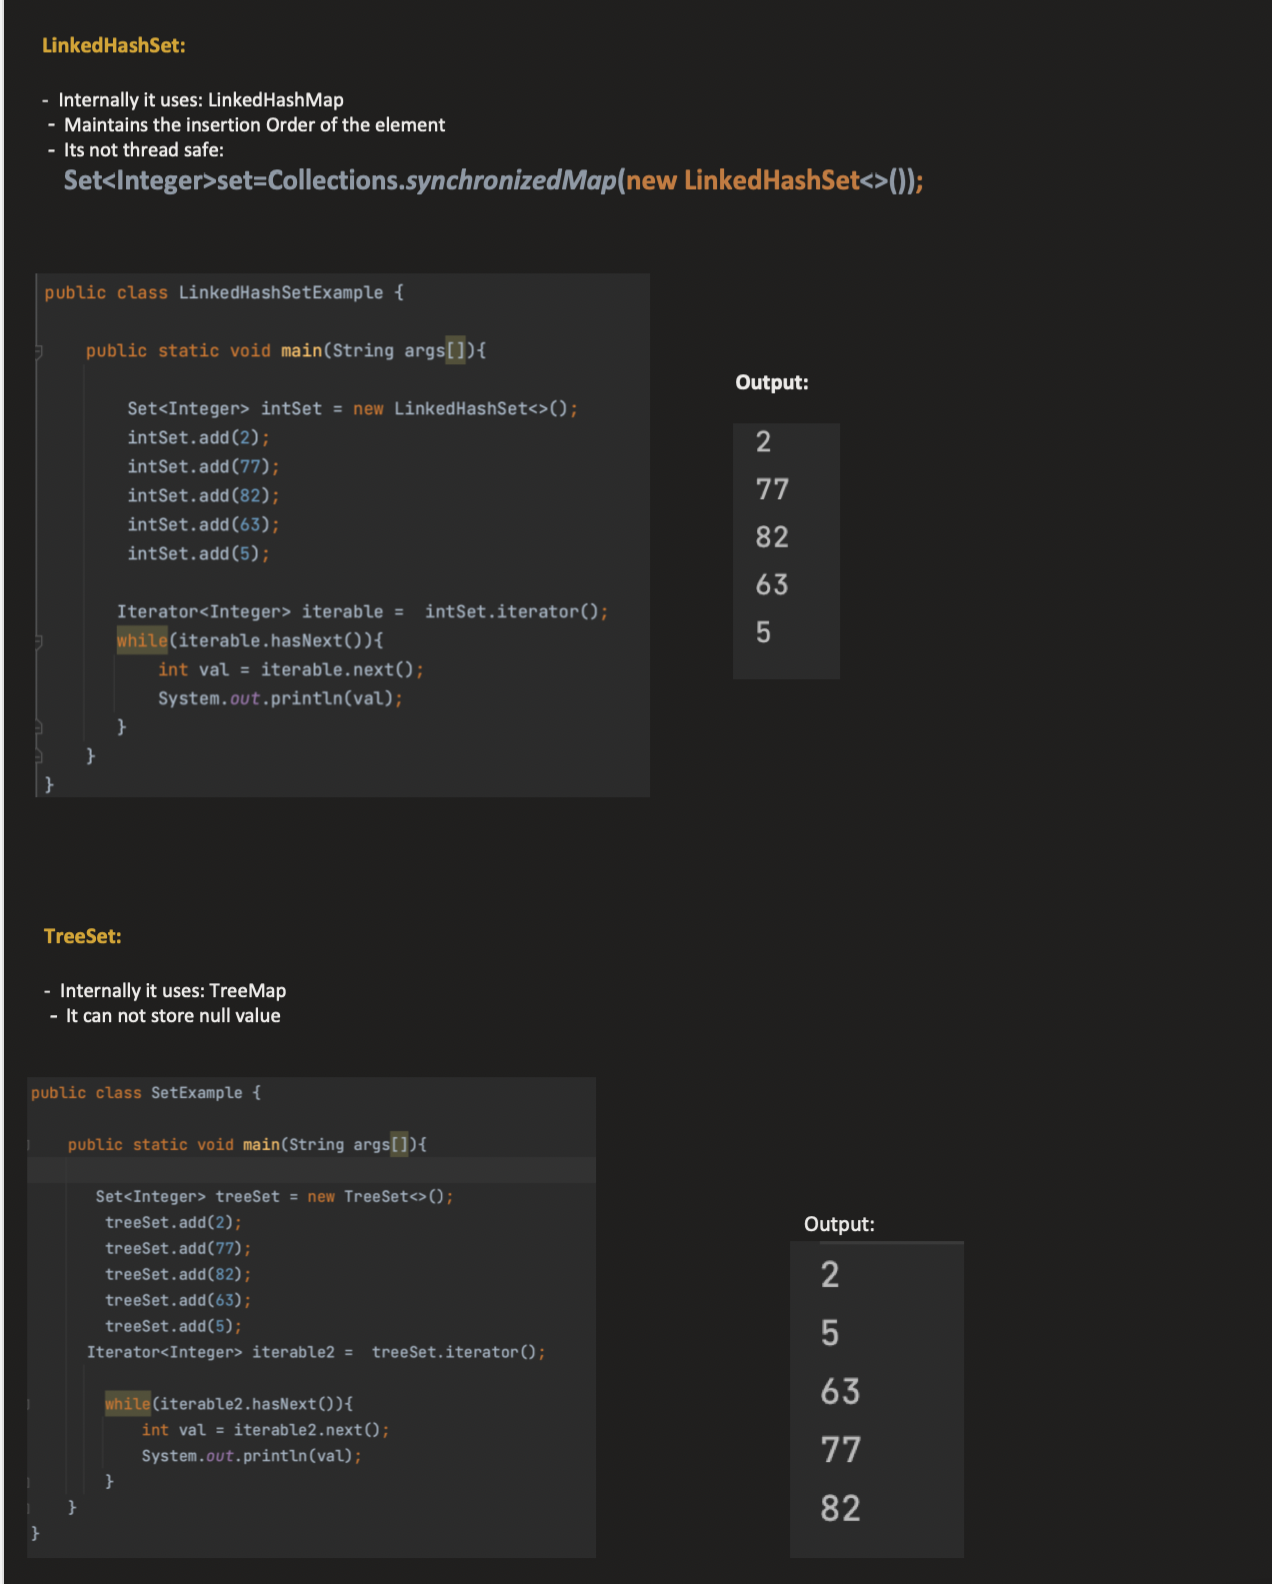 LinkedHashSet:
- Internally it uses: LinkedHashMap
- Maintains the insertion Order of the element
- Its not thread safe:
Set<Integer>set=Collections.synchronizedMap(new LinkedHashSet<>());
public class LinkedHashSetExample {
public static void main(String args[]){
Set<Integer> intSet = new LinkedHashSet<>();
intSet.add(2);
intSet.add(77);
intSet.add(82);
intSet.add(63);
intSet.add(5);
Iterator<Integer> iterable = intSet.iterator();
while(iterable.hasNext()){
int val = iterable.next();
System.out.println(val);
}
}
}
Output:
2
77
82
63
5
TreeSet:
- Internally it uses: TreeMap
- It can not store null value
public class SetExample {
public static void main(String args[]){
Set<Integer> treeSet = new TreeSet<>();
treeSet.add(2);
treeSet.add(77);
treeSet.add(82);
treeSet.add(63);
treeSet.add(5);
Iterator<Integer> iterable2 = treeSet.iterator();
while(iterable2.hasNext()){
int val = iterable2.next();
System.out.println(val);
}
}
}
Output:
2
5
63
77
82